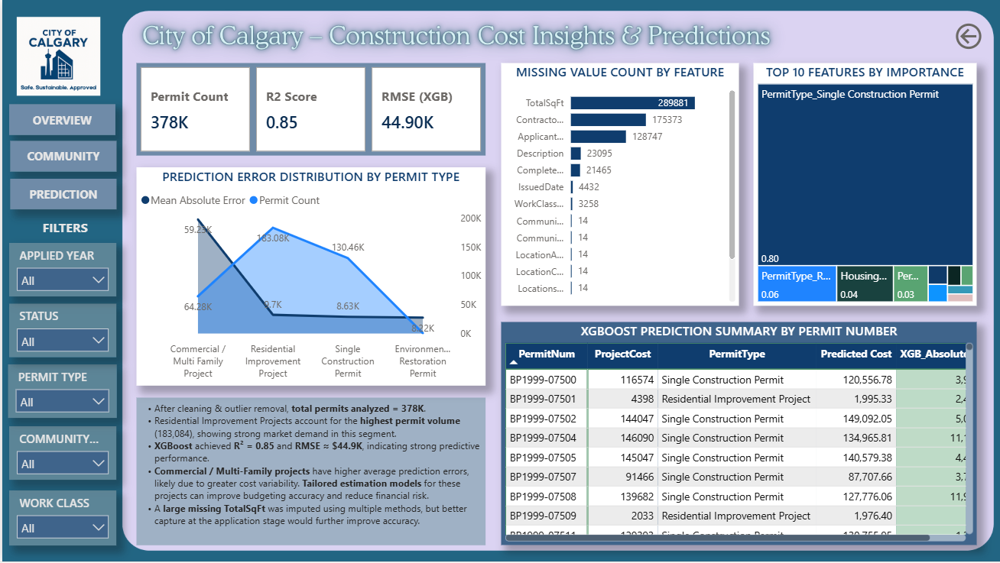 CITY OF
CALGARY
Safe. Sustainable. Approved
City of Calgary – Construction Cost Insights & Predictions
OVERVIEW
COMMUNITY
PREDICTION
FILTERS
APPLIED YEAR
All
STATUS
All
PERMIT TYPE
All
COMMUNITY...
All
WORK CLASS
All
Permit Count
378K
R2 Score
0.85
RMSE (XGB)
44.90K
PREDICTION ERROR DISTRIBUTION BY PERMIT TYPE
Mean Absolute Error Permit Count
59.23K
183.08K
130.46K
64.28K
9.7K
8.63K
8.22K
200K
150K
100K
50K
0K
Commercial /
Multi Family
Project
Residential
Improvement
Project
Single
Construction
Permit
Environmen...
Restoration
Permit
• After cleaning & outlier removal, total permits analyzed = 378K.
• Residential Improvement Projects account for the highest permit volume
(183,084), showing strong market demand in this segment.
• XGBoost achieved R² = 0.85 and RMSE ≈ $44.9K, indicating strong predictive
performance.
• Commercial / Multi-Family projects have higher average prediction errors,
likely due to greater cost variability. Tailored estimation models for these
projects can improve budgeting accuracy and reduce financial risk.
• A large missing TotalSqFt was imputed using multiple methods, but better
capture at the application stage would further improve accuracy.
MISSING VALUE COUNT BY FEATURE
TotalSqFt 289881
Contracto... 175373
Applicant... 128747
Description 23095
Complete... 21465
IssuedDate 4432
WorkClass... 3258
Communi... 14
Communi... 14
LocationA... 14
LocationC... 14
Locations... 14
TOP 10 FEATURES BY IMPORTANCE
PermitType_Single Construction Permit
0.80
PermitType_R... Housing... Per...
0.06 0.04 0.03
XGBOOST PREDICTION SUMMARY BY PERMIT NUMBER
PermitNum ProjectCost PermitType Predicted Cost XGB_Absolute
BP1999-07500 116574 Single Construction Permit 120,556.78 3,9
BP1999-07501 4398 Residential Improvement Project 1,995.33 2,4
BP1999-07502 144047 Single Construction Permit 149,092.05 5,0
BP1999-07504 146090 Single Construction Permit 134,965.81 11,1
BP1999-07505 145047 Single Construction Permit 140,579.38 4,4
BP1999-07507 91466 Single Construction Permit 87,707.66 3,7
BP1999-07508 139682 Single Construction Permit 127,776.06 11,9
BP1999-07509 2033 Residential Improvement Project 1,976.40
BP1999-07511 Single Construction Permit